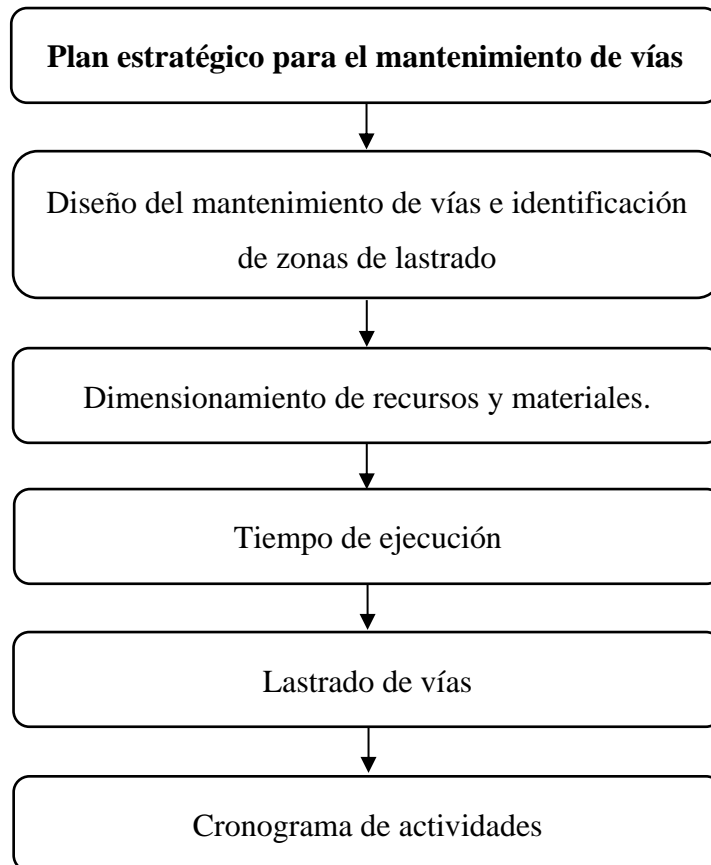 Plan estratégico para el mantenimiento de vías
Diseño del mantenimiento de vías e identificación
de zonas de lastrado
Dimensionamiento de recursos y materiales.
Tiempo de ejecución
Lastrado de vías
Cronograma de actividades